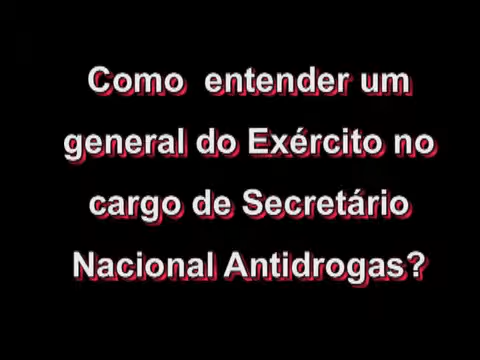 Como entender um
general do Exército no
cargo de Secretário
Nacional Antidrogas?